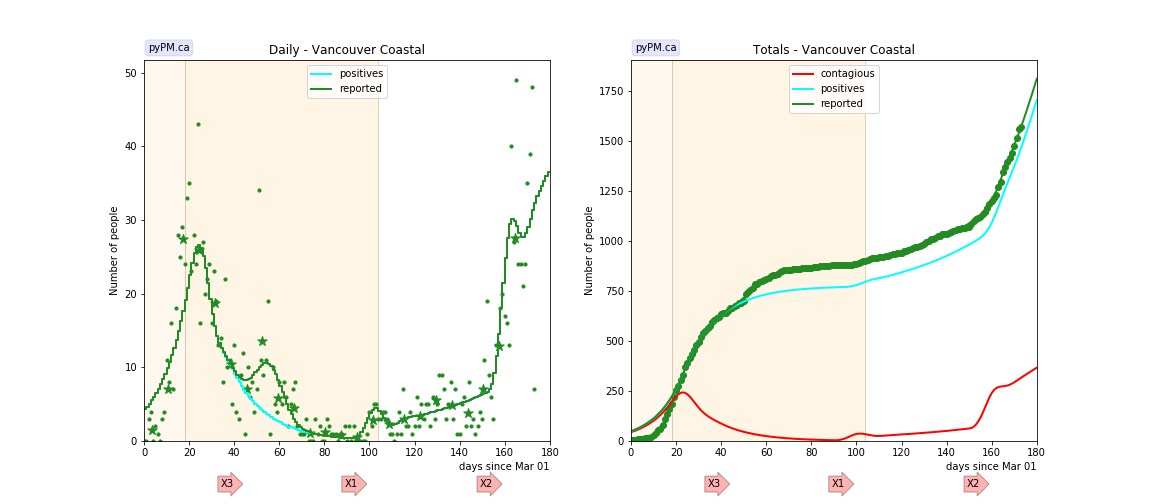 pyPM.ca
Daily - Vancouver Coastal
positives
reported
Number of people
50
40
30
20
10
0
0 20 40 60 80 100 120 140 160 180
days since Mar 01
X3 X1 X2
pyPM.ca
Totals - Vancouver Coastal
contagious
positives
reported
Number of people
1750
1500
1250
1000
750
500
250
0
0 20 40 60 80 100 120 140 160 180
days since Mar 01
X3 X1 X2